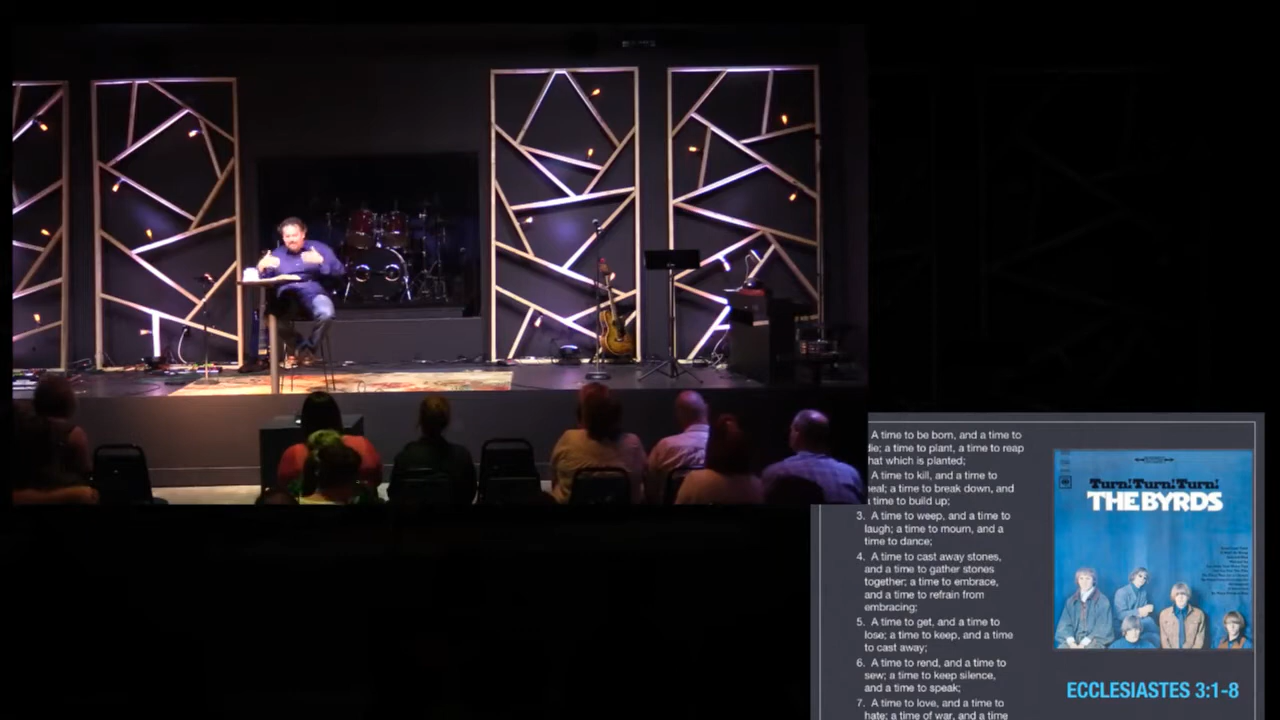 A time to be born, and a time to
die; a time to plant, a time to reap
that which is planted;
A time to kill, and a time to
heal; a time to break down, and
a time to build up;
3. A time to weep, and a time to
laugh; a time to mourn, and a
time to dance;
4. A time to cast away stones,
and a time to gather stones
together; a time to embrace,
and a time to refrain from
embracing;
5. A time to get, and a time to
lose; a time to keep, and a time
to cast away;
6. A time to rend, and a time to
sew; a time to keep silence,
and a time to speak;
7. A time to love, and a time to
hate; a time of war, and a time
Turn! Turn! Turn!
THE BYRDS
ECCLESIASTES 3:1-8